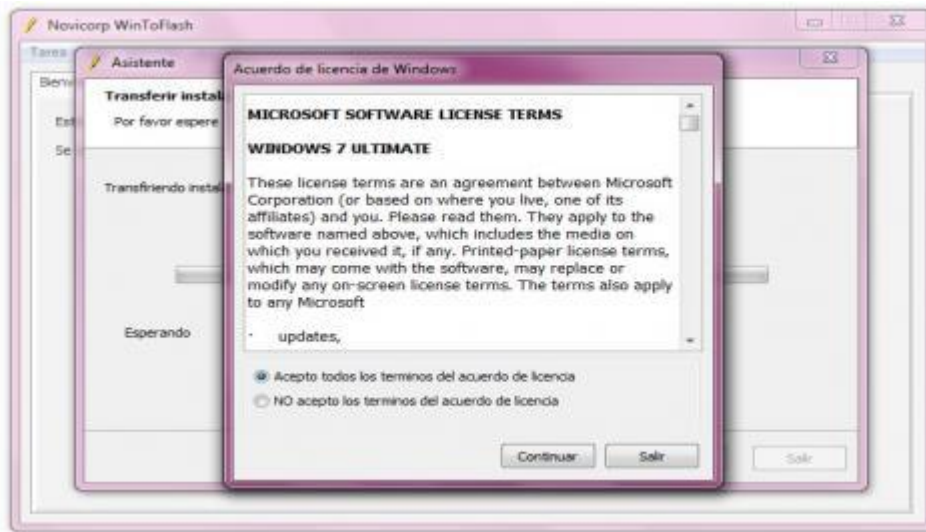 Novicorp WinToFlash
Tarea
Asistente
Acuerdo de licencia de Windows
Transferir instal
Por favor espere
Se
Transfiriendo instal
Esperando
MICROSOFT SOFTWARE LICENSE TERMS
WINDOWS 7 ULTIMATE
These license terms are an agreement between Microsoft
Corporation (or based on where you live, one of its
affiliates) and you. Please read them. They apply to the
software named above, which includes the media on
which you received it, if any. Printed-paper license terms,
which may come with the software, may replace or
modify any on-screen license terms. The terms also apply
to any Microsoft
· updates,
Acepto todos los terminos del acuerdo de licencia
NO acepto los terminos del acuerdo de licencia
Continuar
Salir
Salir